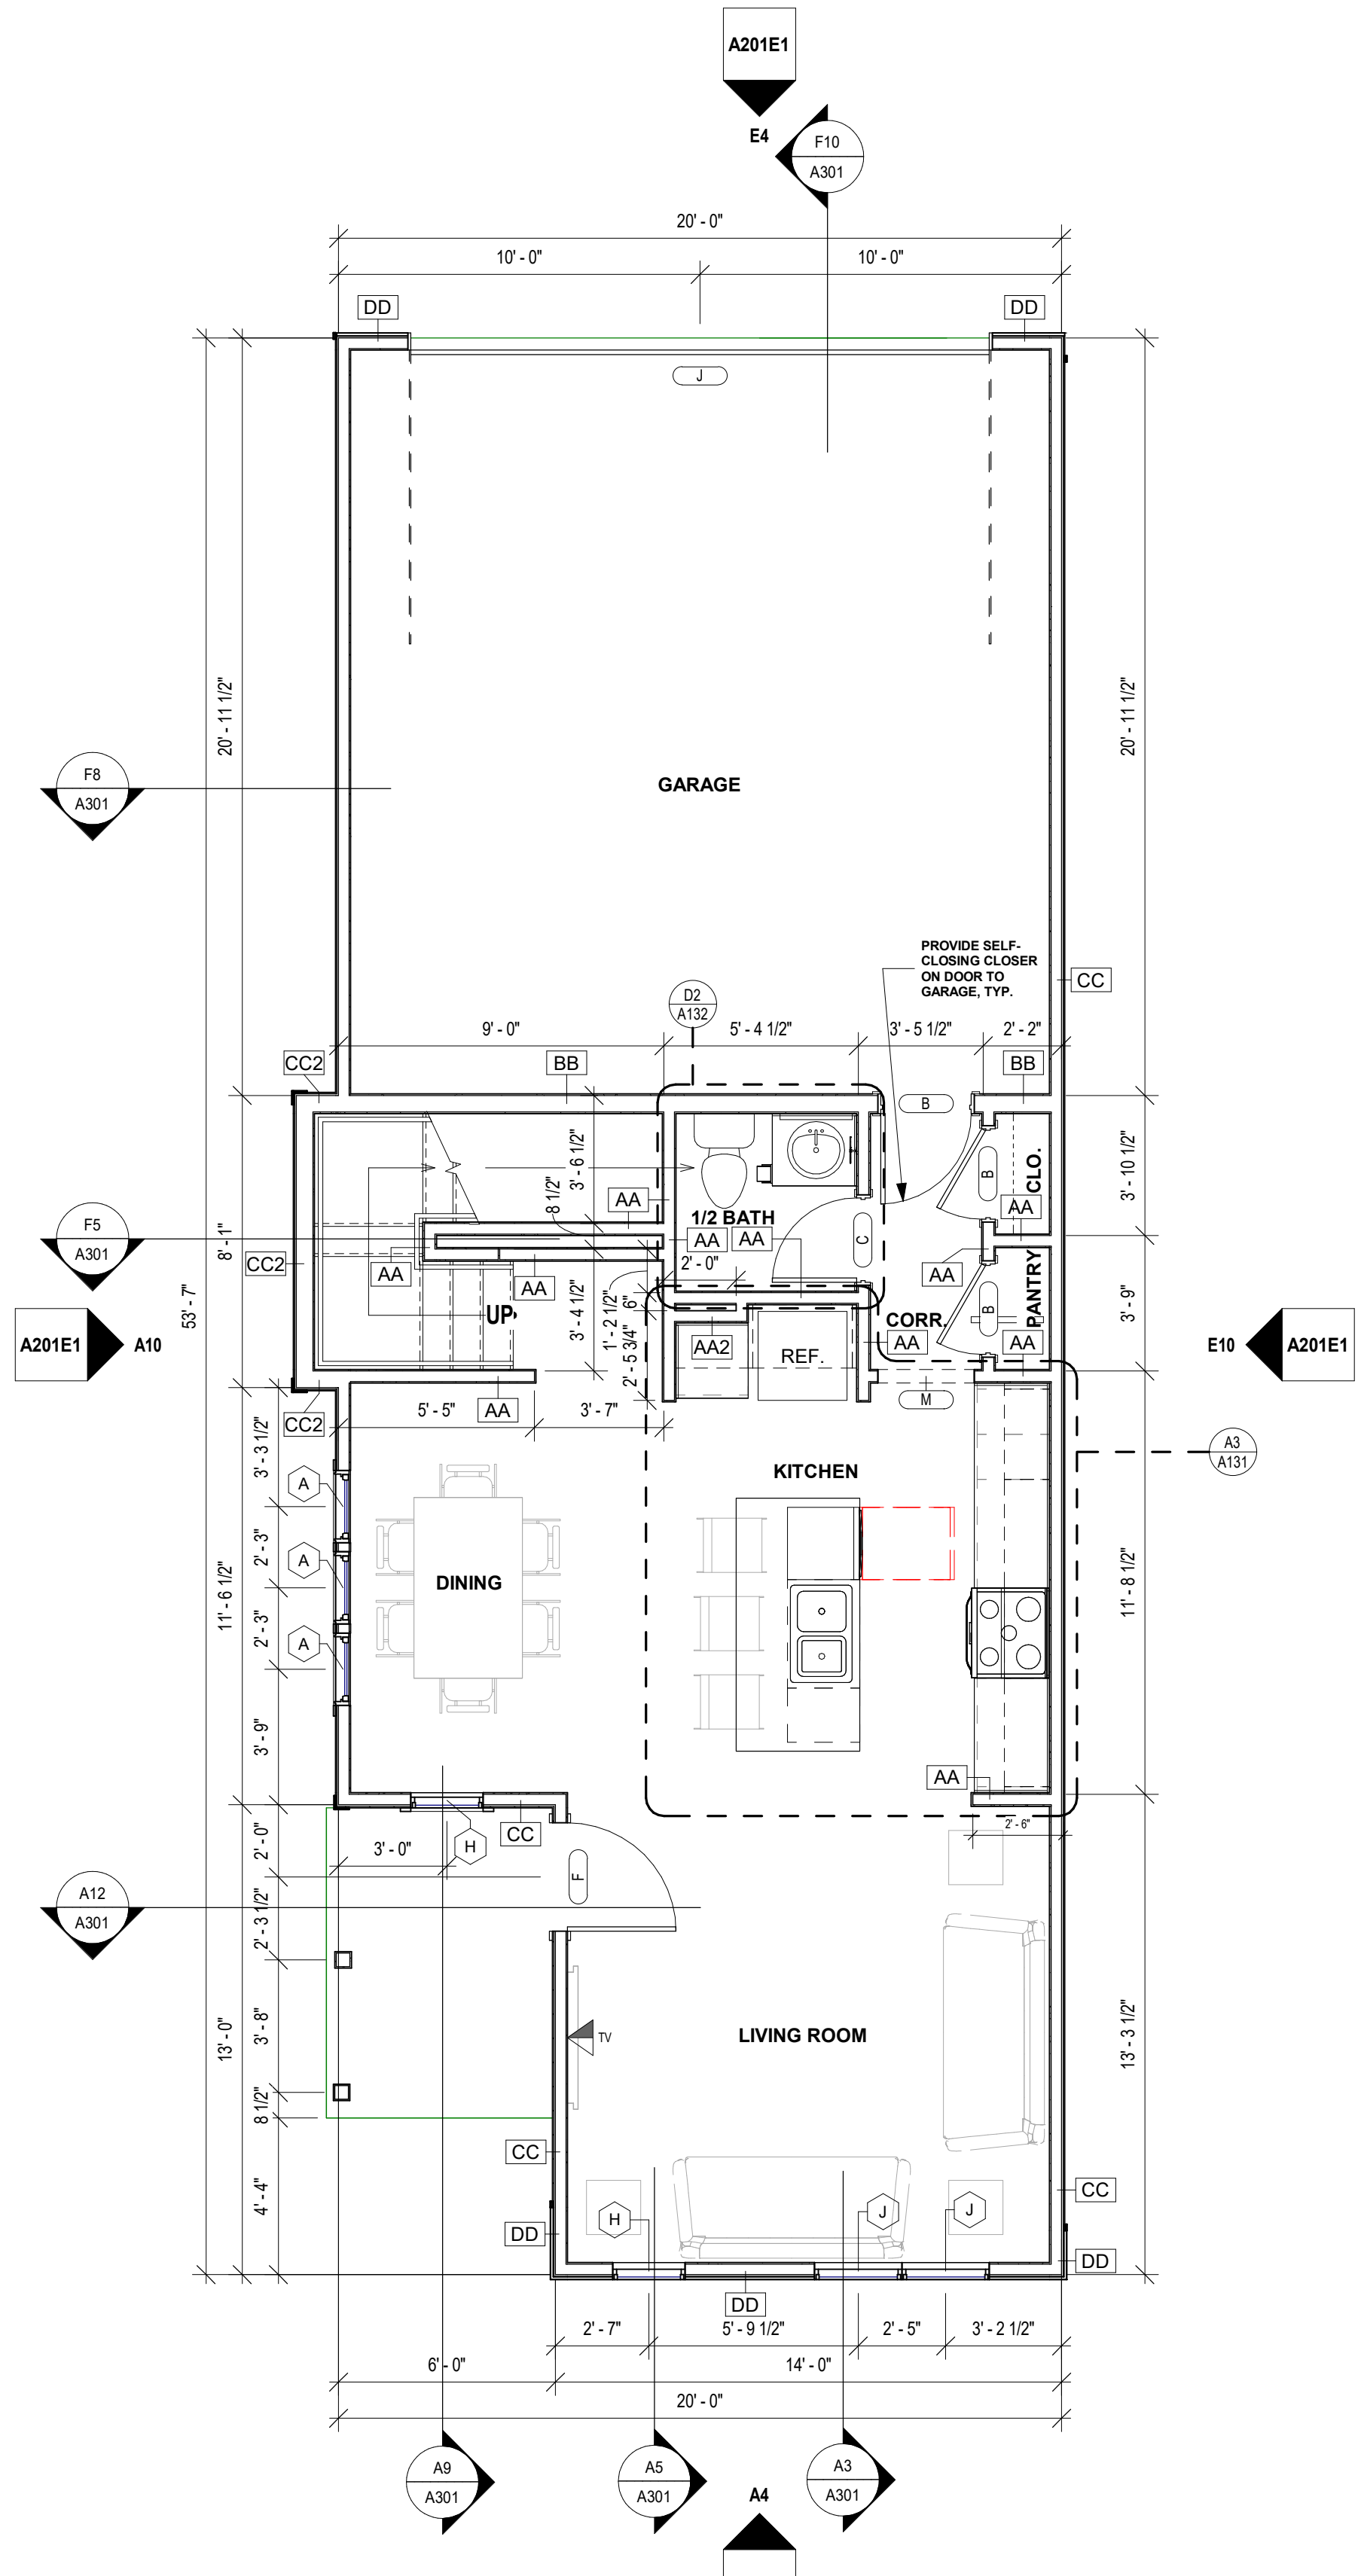 A201E1
E4
F10
A301
20' - 0"
10' - 0"
10' - 0"
DD
DD
J
20' - 11 1/2"
20' - 11 1/2"
F8
A301
GARAGE
PROVIDE SELF-
CLOSING CLOSER
ON DOOR TO
GARAGE, TYP.
CC
D2
A132
9' - 0"
5' - 4 1/2"
3' - 5 1/2"
2' - 2"
CC2
BB
BB
B
3' - 6 1/2"
8 1/2"
AA
1/2 BATH
AA
AA
2' - 0"
C
B
CLO.
AA
3' - 10 1/2"
F5
A301
8' - 1"
CC2
AA
AA
UP
3' - 4 1/2"
1' - 2 1/2"
6"
2' - 5 3/4"
AA
B
PANTRY
3' - 9"
53' - 7"
A201E1
A10
CORR.
AA
AA
AA2
REF.
M
E10
A201E1
CC2
5' - 5"
AA
3' - 7"
A3
A131
3' - 3 1/2"
A
KITCHEN
2' - 3"
A
DINING
11' - 6 1/2"
11' - 8 1/2"
2' - 3"
A
3' - 9"
AA
2' - 6"
CC
H
3' - 0"
2' - 0"
F
A12
A301
2' - 3 1/2"
3' - 8"
13' - 0"
TV
LIVING ROOM
13' - 3 1/2"
8 1/2"
4' - 4"
CC
CC
H
J
J
DD
DD
DD
2' - 7"
5' - 9 1/2"
2' - 5"
3' - 2 1/2"
6' - 0"
14' - 0"
20' - 0"
A9
A301
A5
A301
A3
A301
A4